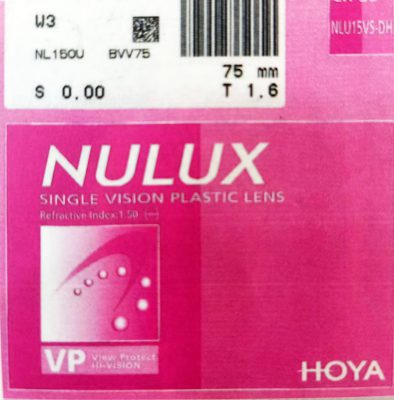 W3
NL150U BVV75
75 mm
S 0.00 T 1.6
NLU15VS-DH
NULUX
SINGLE VISION PLASTIC LENS
Refractive Index:1.50 (—)
VP View Protect
HI-VISION
HOYA